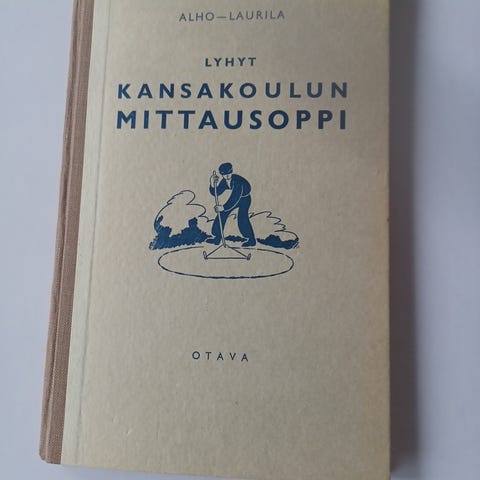 ALHO—LAURILA
LYHYT
KANSAKOULUN
MITTAUSOPPI
OTAVA